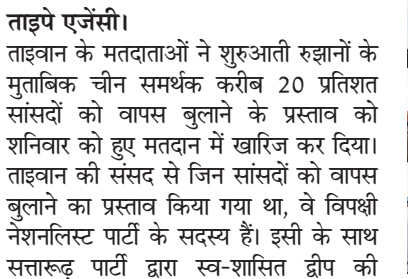 ताइपे एजेंसी।
ताइवान के मतदाताओं ने शुरुआती रुझानों के
मुताबिक चीन समर्थक करीब 20 प्रतिशत
सांसदों को वापस बुलाने के प्रस्ताव को
शनिवार को हुए मतदान में खारिज कर दिया।
ताइवान की संसद से जिन सांसदों को वापस
बुलाने का प्रस्ताव किया गया था, वे विपक्षी
नेशनलिस्ट पार्टी के सदस्य हैं। इसी के साथ
सत्तारूढ़ पार्टी द्वारा स्व-शासित द्वीप की